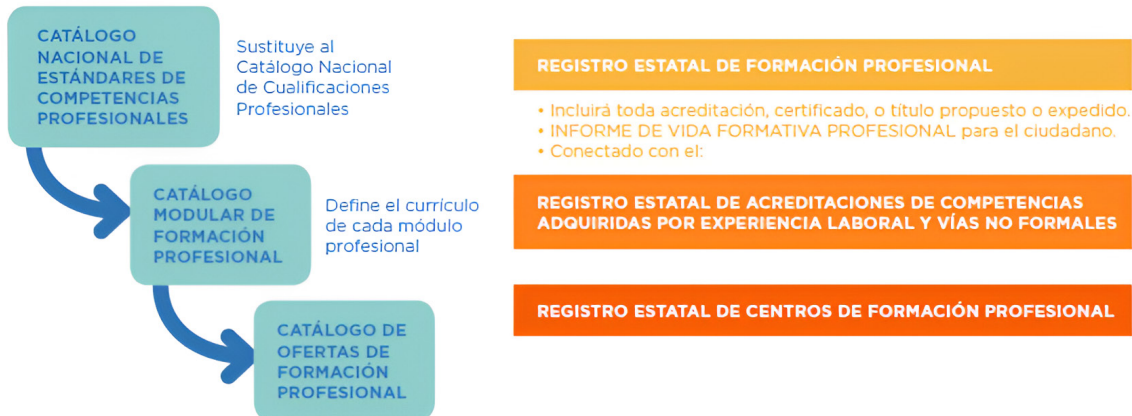 CATÁLOGO
NACIONAL DE
ESTÁNDARES DE
COMPETENCIAS
PROFESIONALES
Sustituye al
Catálogo Nacional
de Cualificaciones
Profesionales
CATÁLOGO
MODULAR DE
FORMACIÓN
PROFESIONAL
Define el currículo
de cada módulo
profesional
CATÁLOGO DE
OFERTAS DE
FORMACIÓN
PROFESIONAL
REGISTRO ESTATAL DE FORMACIÓN PROFESIONAL
• Incluirá toda acreditación, certificado, o título propuesto o expedido.
• INFORME DE VIDA FORMATIVA PROFESIONAL para el ciudadano.
• Conectado con el:
REGISTRO ESTATAL DE ACREDITACIONES DE COMPETENCIAS
ADQUIRIDAS POR EXPERIENCIA LABORAL Y VÍAS NO FORMALES
REGISTRO ESTATAL DE CENTROS DE FORMACIÓN PROFESIONAL